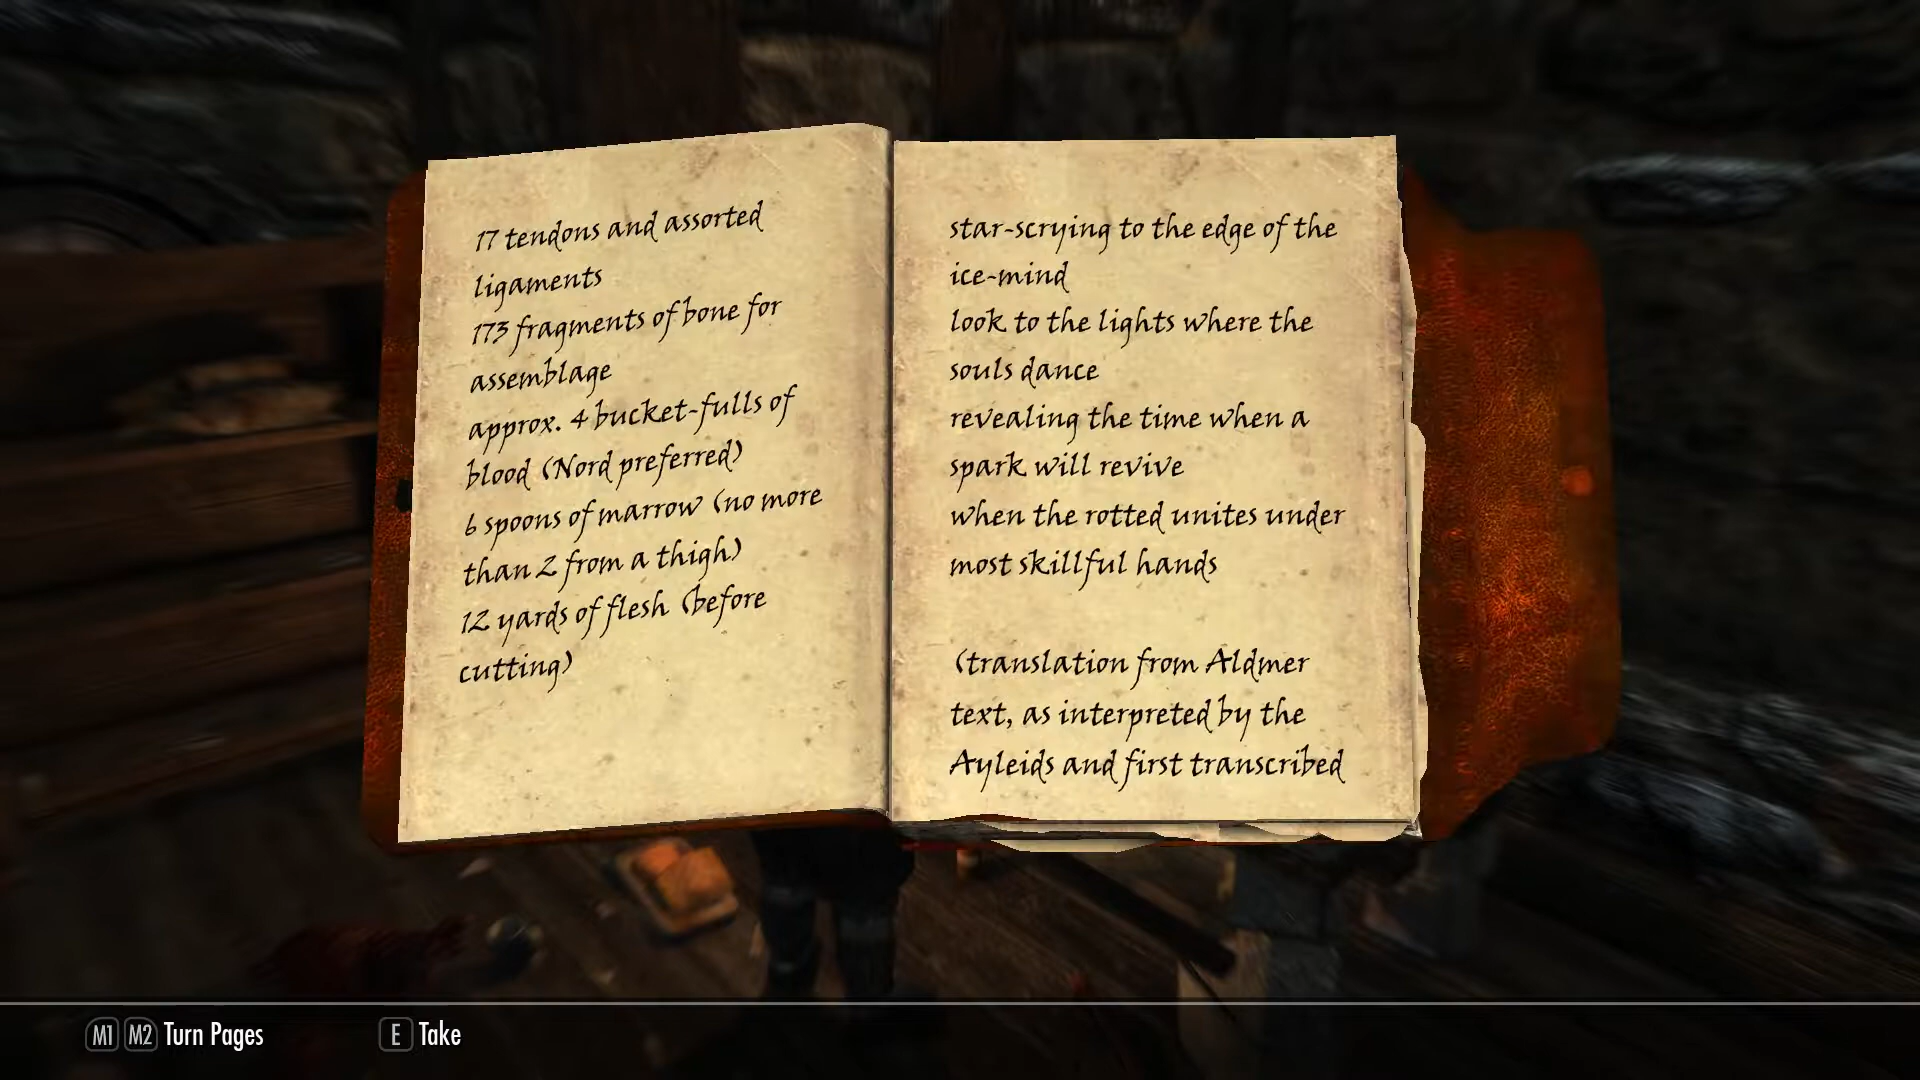 17 tendons and assorted
ligaments
173 fragments of bone for
assemblage
approx. 4 bucket-fulls of
blood (Nord preferred)
6 spoons of marrow (no more
than 2 from a thigh)
12 yards of flesh (before
cutting)
star-scrying to the edge of the
ice-mind
look to the lights where the
souls dance
revealing the time when a
spark will revive
when the rotted unites under
most skillful hands
(translation from Aldmer
text, as interpreted by the
Ayleids and first transcribed
M1 M2 Turn Pages E Take